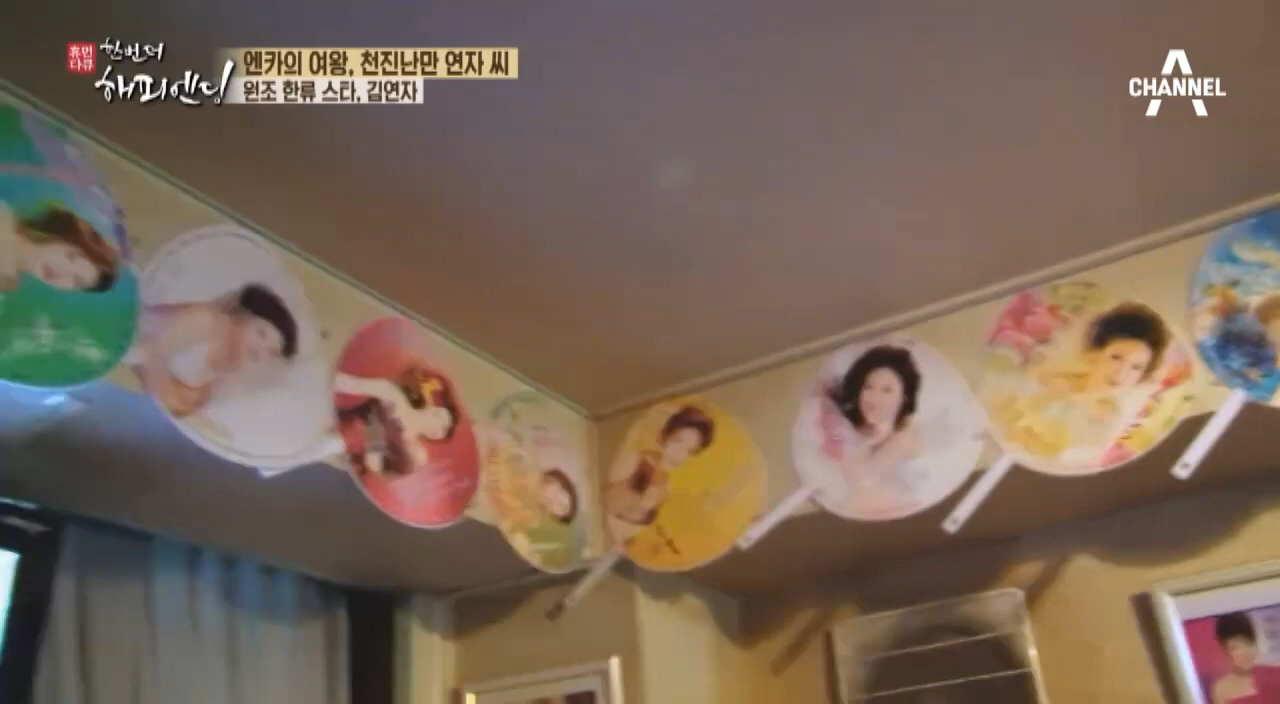 휴먼다큐
한번더
해피엔딩
엔카의 여왕, 천진난만 연자 씨
원조 한류 스타, 김연자
CHANNEL A